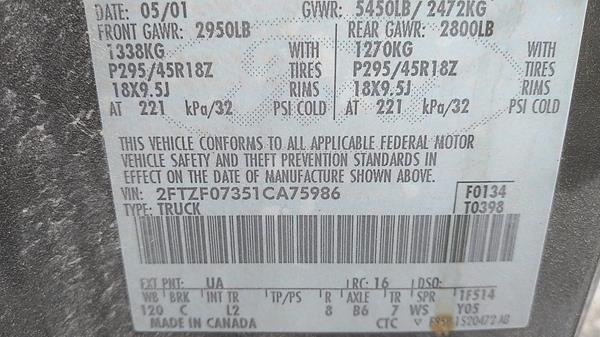 DATE: 05/01 GVWR: 5450LB/ 2472KG
FRONT GAWR: 2950LB REAR GAWR: 2800LB
1338KG WITH 1270KG WITH
P295/45R18Z TIRES P295/45R18Z TIRES
18X9.5J RIMS 18X9.5J RIMS
AT 221 kPa/32 PSI COLD AT 221 kPa/32 PSI COLD
THIS VEHICLE CONFORMS TO ALL APPLICABLE FEDERAL MOTOR
VEHICLE SAFETY AND THEFT PREVENTION STANDARDS IN
EFFECT ON THE DATE OF MANUFACTURE SHOWN ABOVE.
VIN: 2FTZF07351CA75986 F0134
TYPE: TRUCK T0398
EXT PNT: UA RC: 16 DSO:
WB BRK INT TR TP/PS R AXLE TR SPR 1F514
120 C L2 8 B6 7 WS Y05
MADE IN CANADA CTC